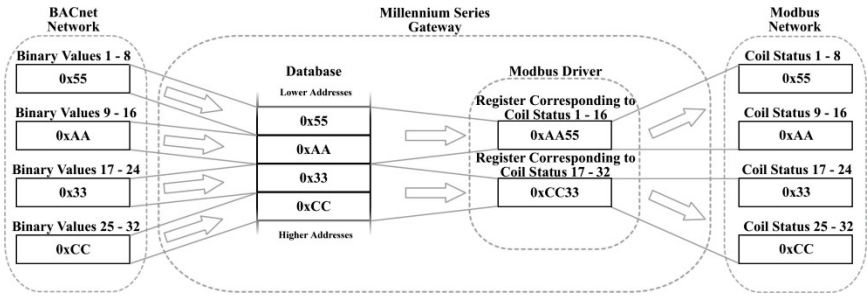 BACnet
Network
Binary Values 1 - 8
0x55
Binary Values 9 - 16
0xAA
Binary Values 17 - 24
0x33
Binary Values 25 - 32
0xCC
Millennium Series
Gateway
Database
Lower Addresses
0x55
0xAA
0x33
0xCC
Higher Addresses
Modbus Driver
Register Corresponding to
Coil Status 1 - 16
0xAA55
Register Corresponding to
Coil Status 17 - 32
0xCC33
Modbus
Network
Coil Status 1 - 8
0x55
Coil Status 9 - 16
0xAA
Coil Status 17 - 24
0x33
Coil Status 25 - 32
0xCC